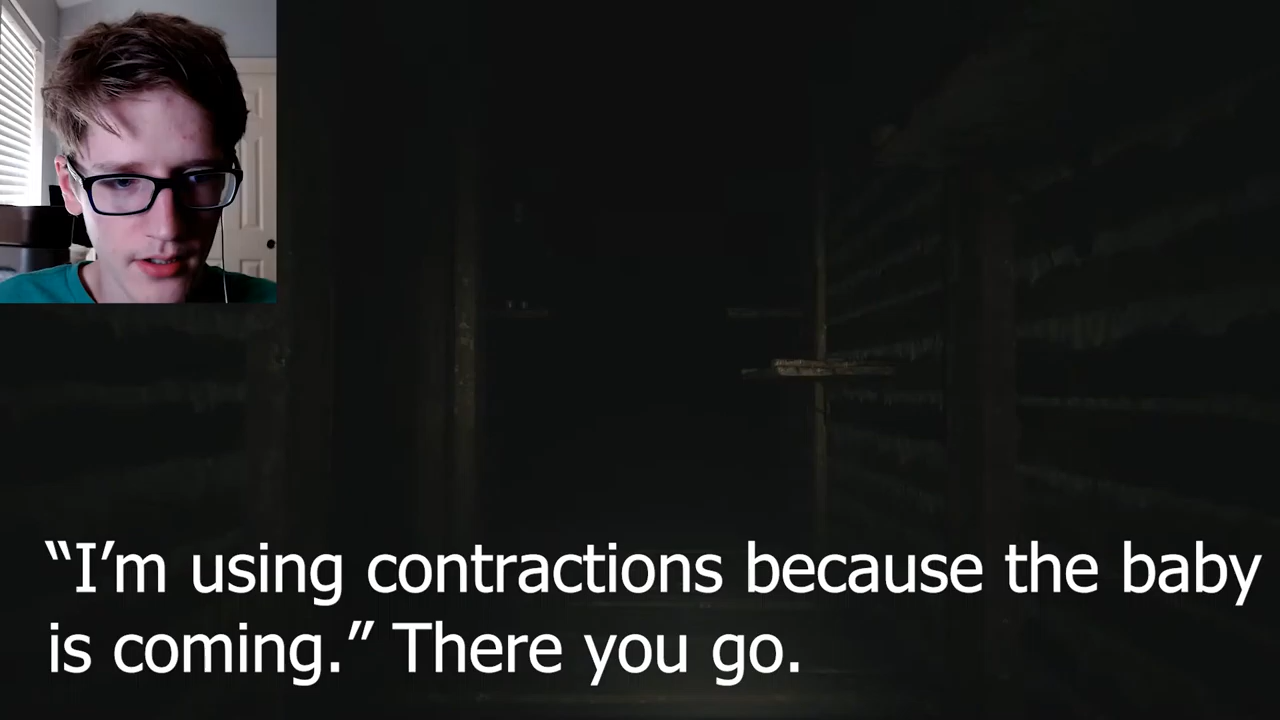 “I’m using contractions because the baby
is coming.” There you go.